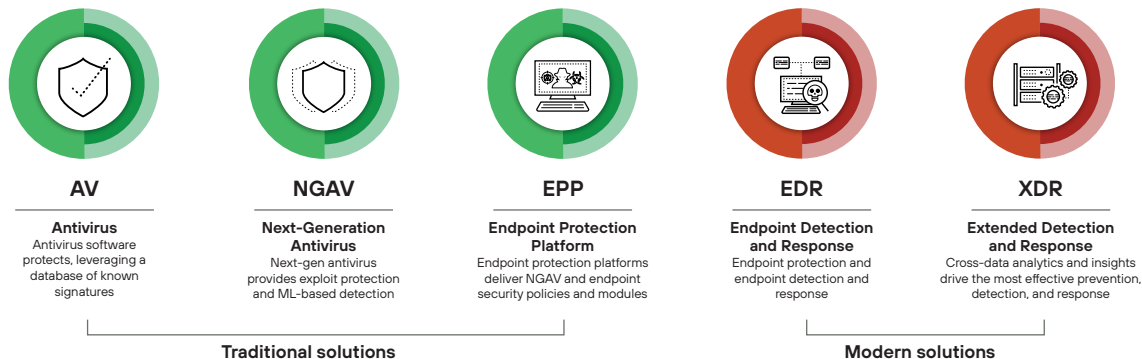 AV
Antivirus
Antivirus software
protects, leveraging a
database of known
signatures
NGAV
Next-Generation
Antivirus
Next-gen antivirus
provides exploit protection
and ML-based detection
EPP
Endpoint Protection
Platform
Endpoint protection platforms
deliver NGAV and endpoint
security policies and modules
EDR
Endpoint Detection
and Response
Endpoint protection and
endpoint detection and
response
XDR
Extended Detection
and Response
Cross-data analytics and insights
drive the most effective prevention,
detection, and response
Traditional solutions
Modern solutions